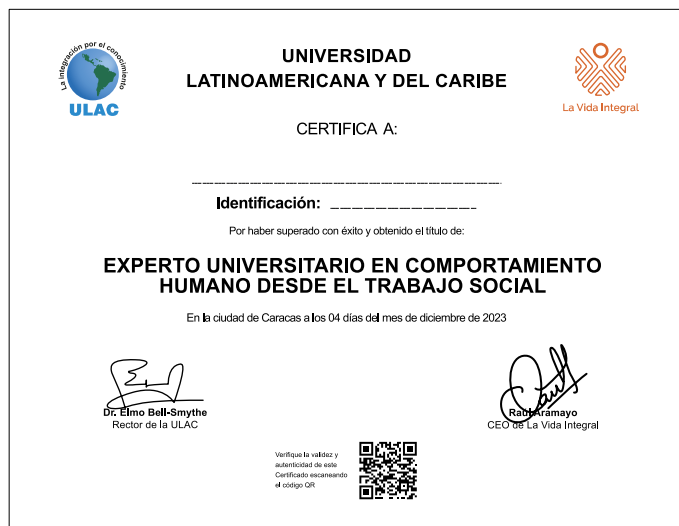 La integración por el conocimiento
ULAC
UNIVERSIDAD
LATINOAMERICANA Y DEL CARIBE
La Vida Integral
CERTIFICA A:
Identificación:
Por haber superado con éxito y obtenido el título de:
EXPERTO UNIVERSITARIO EN COMPORTAMIENTO
HUMANO DESDE EL TRABAJO SOCIAL
En la ciudad de Caracas a los 04 días del mes de diciembre de 2023
Dr. Elmo Bell-Smythe
Rector de la ULAC
Raúl Aramayo
CEO de La Vida Integral
Verifique la validez y
autenticidad de este
Certificado escaneando
el código QR